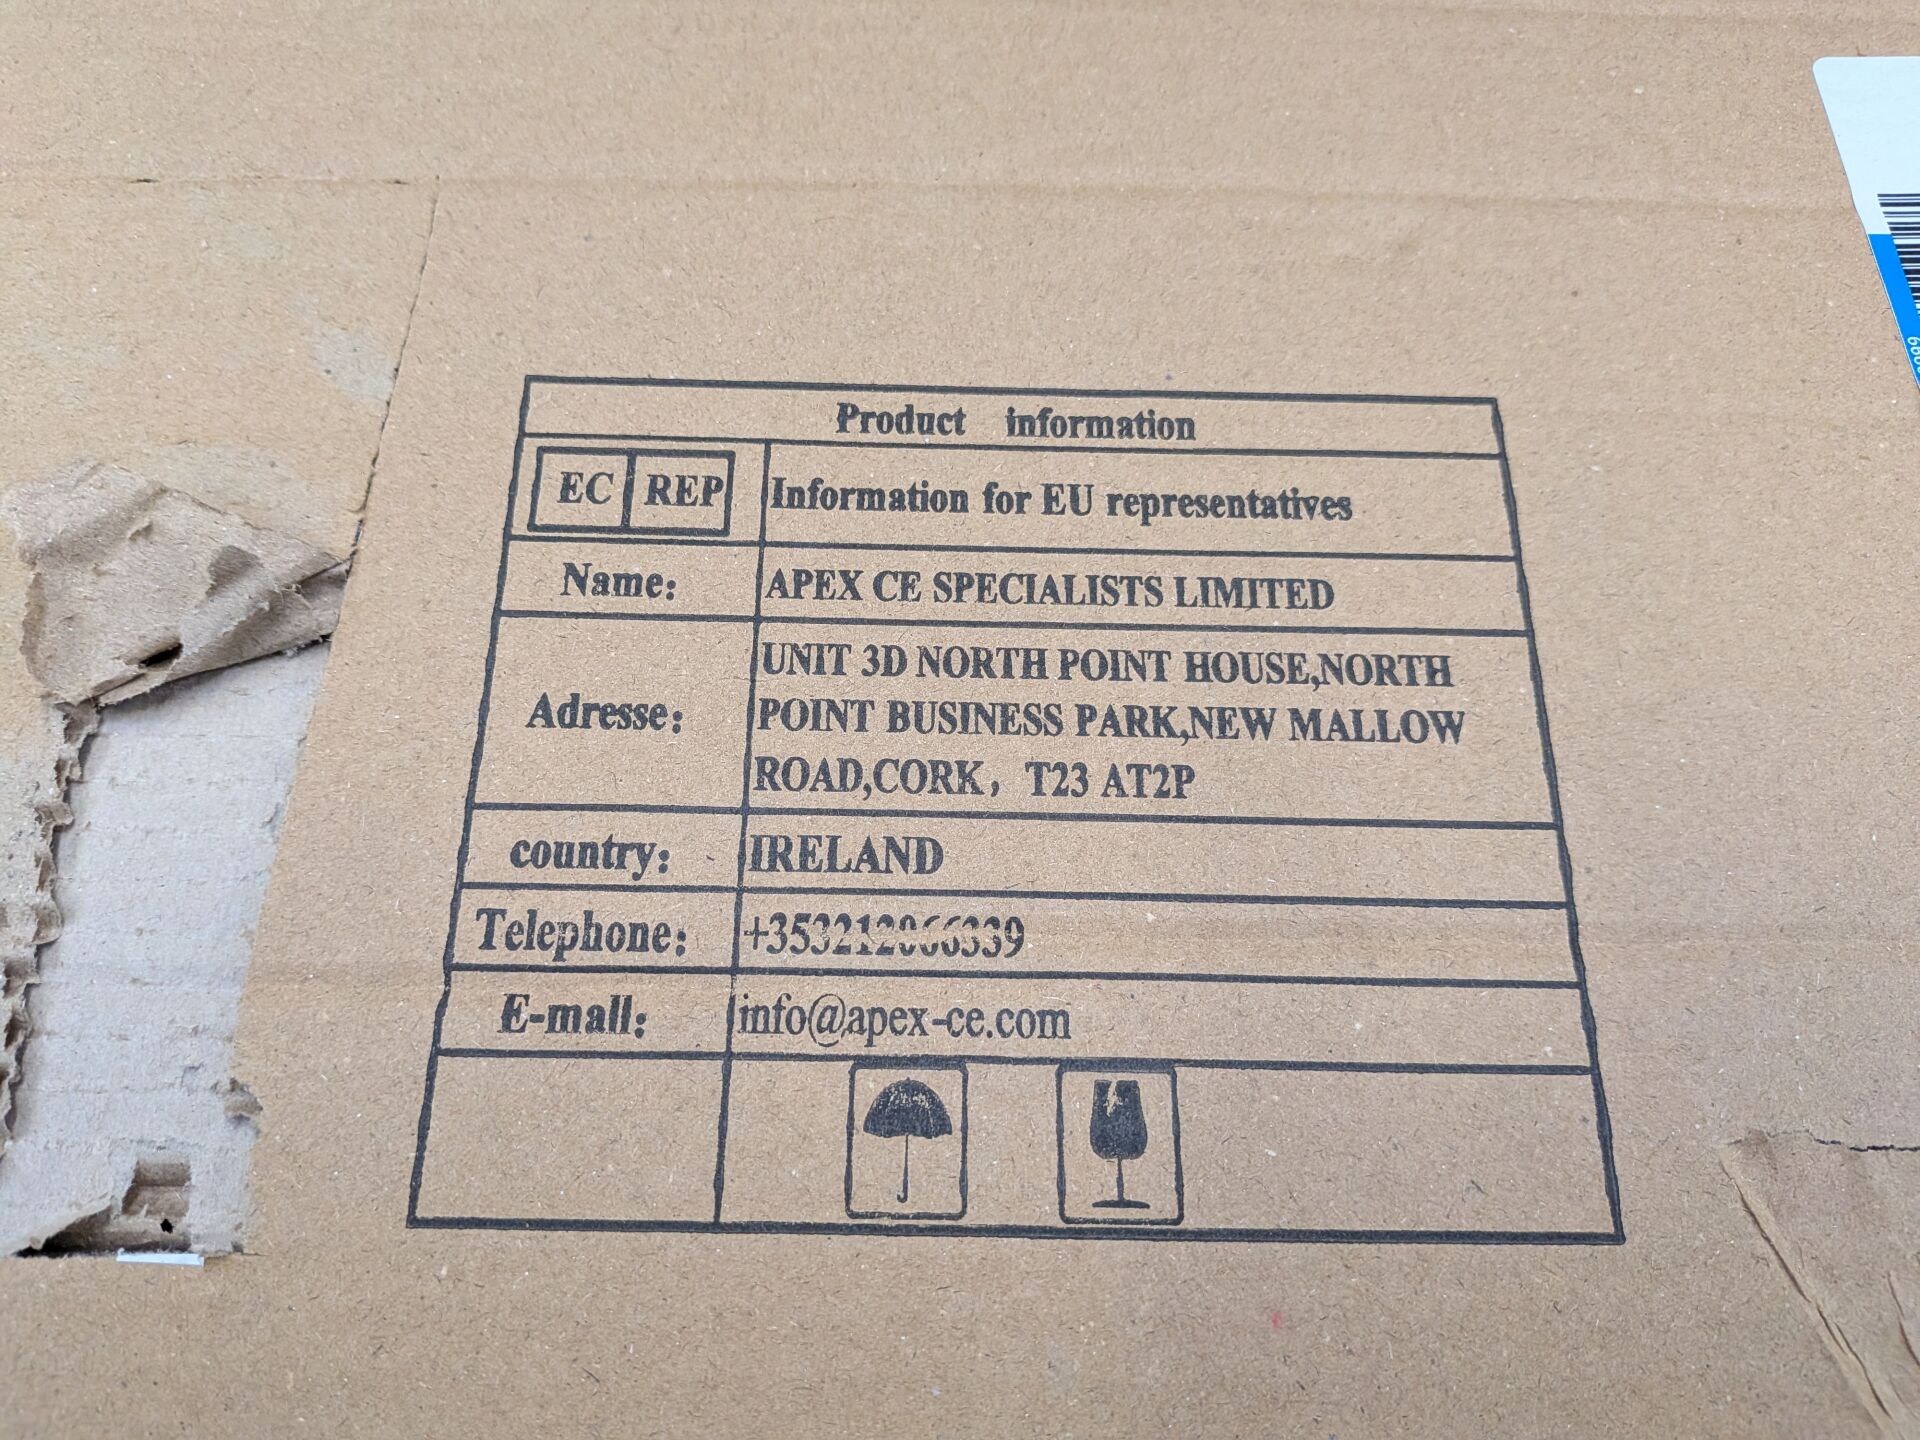 Product information
EC REP Information for EU representatives
Name: APEX CE SPECIALISTS LIMITED
UNIT 3D NORTH POINT HOUSE,NORTH
Adresse: POINT BUSINESS PARK,NEW MALLOW
ROAD,CORK, T23 AT2P
country: IRELAND
Telephone: +353212066339
E-mall: info@apex-ce.com